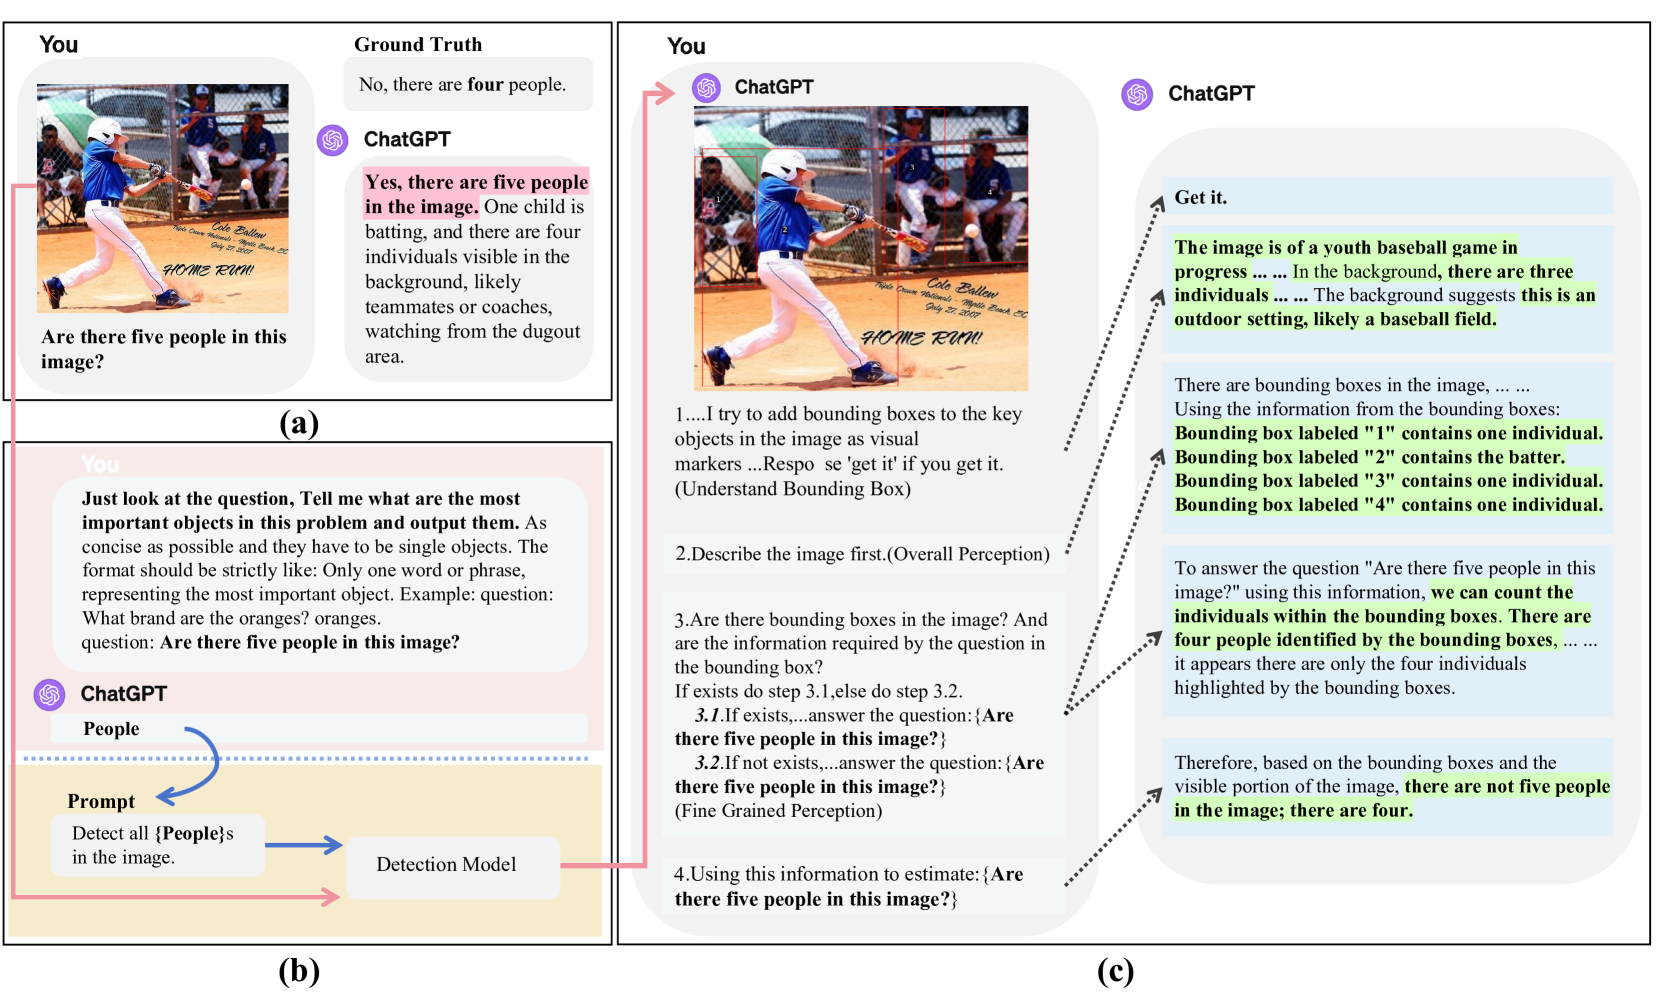 You
Ground Truth
No, there are four people.
ChatGPT
Yes, there are five people
in the image. One child is
batting, and there are four
individuals visible in the
background, likely
teammates or coaches,
watching from the dugout
area.
Cole Ballew
Triple Crown Nationals - Myrtle Beach, SC
July 27, 2007
HOME RUN!
Are there five people in this
image?
(a)
You
Just look at the question, Tell me what are the most
important objects in this problem and output them. As
concise as possible and they have to be single objects. The
format should be strictly like: Only one word or phrase,
representing the most important object. Example: question:
What brand are the oranges? oranges.
question: Are there five people in this image?
ChatGPT
People
Prompt
Detect all {People}s
in the image.
Detection Model
(b)
You
ChatGPT
1
2
3
4
Cole Ballew
Triple Crown Nationals - Myrtle Beach, SC
July 27, 2007
HOME RUN!
1....I try to add bounding boxes to the key
objects in the image as visual
markers ...Respo se 'get it' if you get it.
(Understand Bounding Box)
2.Describe the image first.(Overall Perception)
3.Are there bounding boxes in the image? And
are the information required by the question in
the bounding box?
If exists do step 3.1,else do step 3.2.
3.1.If exists,...answer the question:{Are
there five people in this image?}
3.2.If not exists,...answer the question:{Are
there five people in this image?}
(Fine Grained Perception)
4.Using this information to estimate:{Are
there five people in this image?}
ChatGPT
Get it.
The image is of a youth baseball game in
progress ... ... In the background, there are three
individuals ... ... The background suggests this is an
outdoor setting, likely a baseball field.
There are bounding boxes in the image, ... ...
Using the information from the bounding boxes:
Bounding box labeled "1" contains one individual.
Bounding box labeled "2" contains the batter.
Bounding box labeled "3" contains one individual.
Bounding box labeled "4" contains one individual.
To answer the question "Are there five people in this
image?" using this information, we can count the
individuals within the bounding boxes. There are
four people identified by the bounding boxes, ... ...
it appears there are only the four individuals
highlighted by the bounding boxes.
Therefore, based on the bounding boxes and the
visible portion of the image, there are not five people
in the image; there are four.
(c)